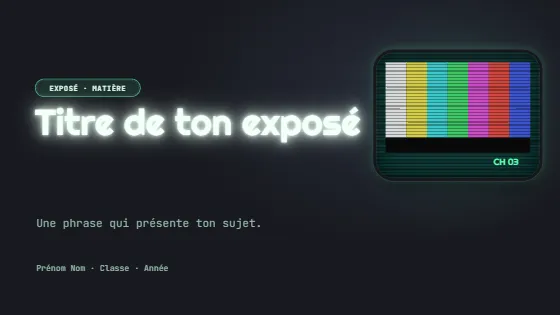 EXPOSÉ · MATIÈRE
Titre de ton exposé
CH 03
Une phrase qui présente ton sujet.
Prénom Nom · Classe · Année